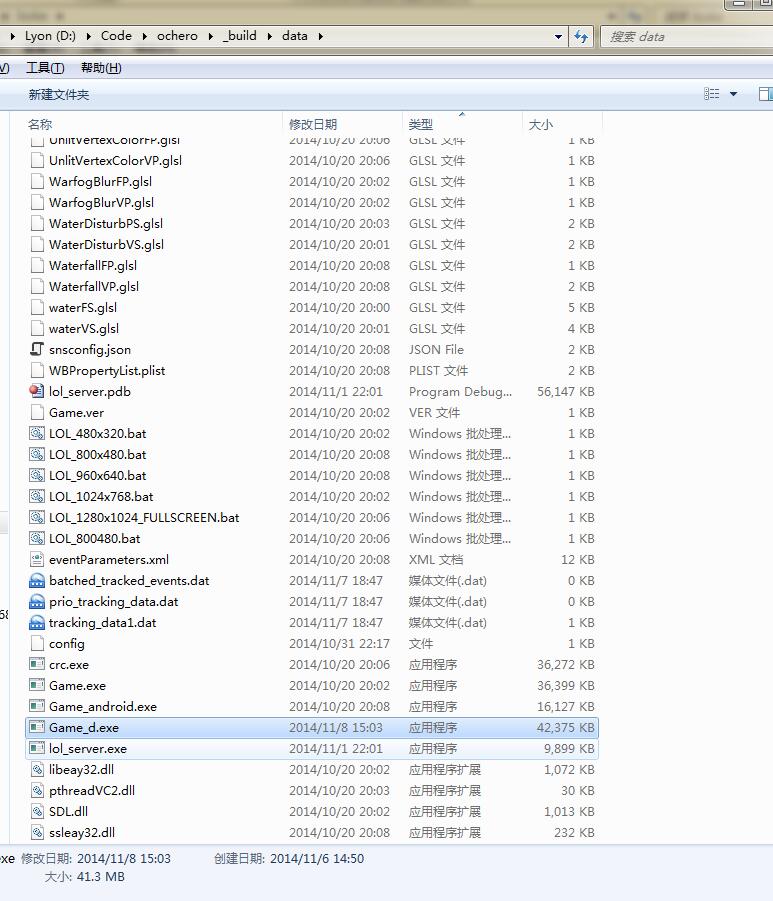 Lyon (D:) Code ochero _build data 搜索 data
V) 工具(T) 帮助(H)
新建文件夹
名称 修改日期 类型 大小
UnlitVertexColorFP.glsl 2014/10/20 20:06 GLSL 文件 1 KB
UnlitVertexColorVP.glsl 2014/10/20 20:06 GLSL 文件 1 KB
WarfogBlurFP.glsl 2014/10/20 20:02 GLSL 文件 1 KB
WarfogBlurVP.glsl 2014/10/20 20:02 GLSL 文件 1 KB
WaterDisturbPS.glsl 2014/10/20 20:03 GLSL 文件 2 KB
WaterDisturbVS.glsl 2014/10/20 20:01 GLSL 文件 2 KB
WaterfallFP.glsl 2014/10/20 20:08 GLSL 文件 1 KB
WaterfallVP.glsl 2014/10/20 20:08 GLSL 文件 2 KB
waterFS.glsl 2014/10/20 20:00 GLSL 文件 5 KB
waterVS.glsl 2014/10/20 20:01 GLSL 文件 4 KB
snsconfig.json 2014/10/20 20:08 JSON File 2 KB
WBPropertyList.plist 2014/10/20 20:08 PLIST 文件 2 KB
lol_server.pdb 2014/11/1 22:01 Program Debug... 56,147 KB
Game.ver 2014/10/20 20:02 VER 文件 1 KB
LOL_480x320.bat 2014/10/20 20:02 Windows 批处理... 1 KB
LOL_800x480.bat 2014/10/20 20:08 Windows 批处理... 1 KB
LOL_960x640.bat 2014/10/20 20:08 Windows 批处理... 1 KB
LOL_1024x768.bat 2014/10/20 20:02 Windows 批处理... 1 KB
LOL_1280x1024_FULLSCREEN.bat 2014/10/20 20:06 Windows 批处理... 1 KB
LOL_800480.bat 2014/10/20 20:06 Windows 批处理... 1 KB
eventParameters.xml 2014/10/20 20:08 XML 文档 12 KB
batched_tracked_events.dat 2014/11/7 18:47 媒体文件(.dat) 0 KB
prio_tracking_data.dat 2014/11/7 18:47 媒体文件(.dat) 0 KB
68 tracking_data1.dat 2014/11/7 18:47 媒体文件(.dat) 1 KB
config 2014/10/31 22:17 文件 1 KB
crc.exe 2014/10/20 20:06 应用程序 36,272 KB
Game.exe 2014/10/20 20:02 应用程序 36,399 KB
Game_android.exe 2014/10/20 20:08 应用程序 16,127 KB
Game_d.exe 2014/11/8 15:03 应用程序 42,375 KB
lol_server.exe 2014/11/1 22:01 应用程序 9,899 KB
libeay32.dll 2014/10/20 20:02 应用程序扩展 1,072 KB
pthreadVC2.dll 2014/10/20 20:03 应用程序扩展 30 KB
SDL.dll 2014/10/20 20:02 应用程序扩展 1,013 KB
ssleay32.dll 2014/10/20 20:08 应用程序扩展 232 KB
xe 修改日期: 2014/11/8 15:03 创建日期: 2014/11/6 14:50
大小: 41.3 MB